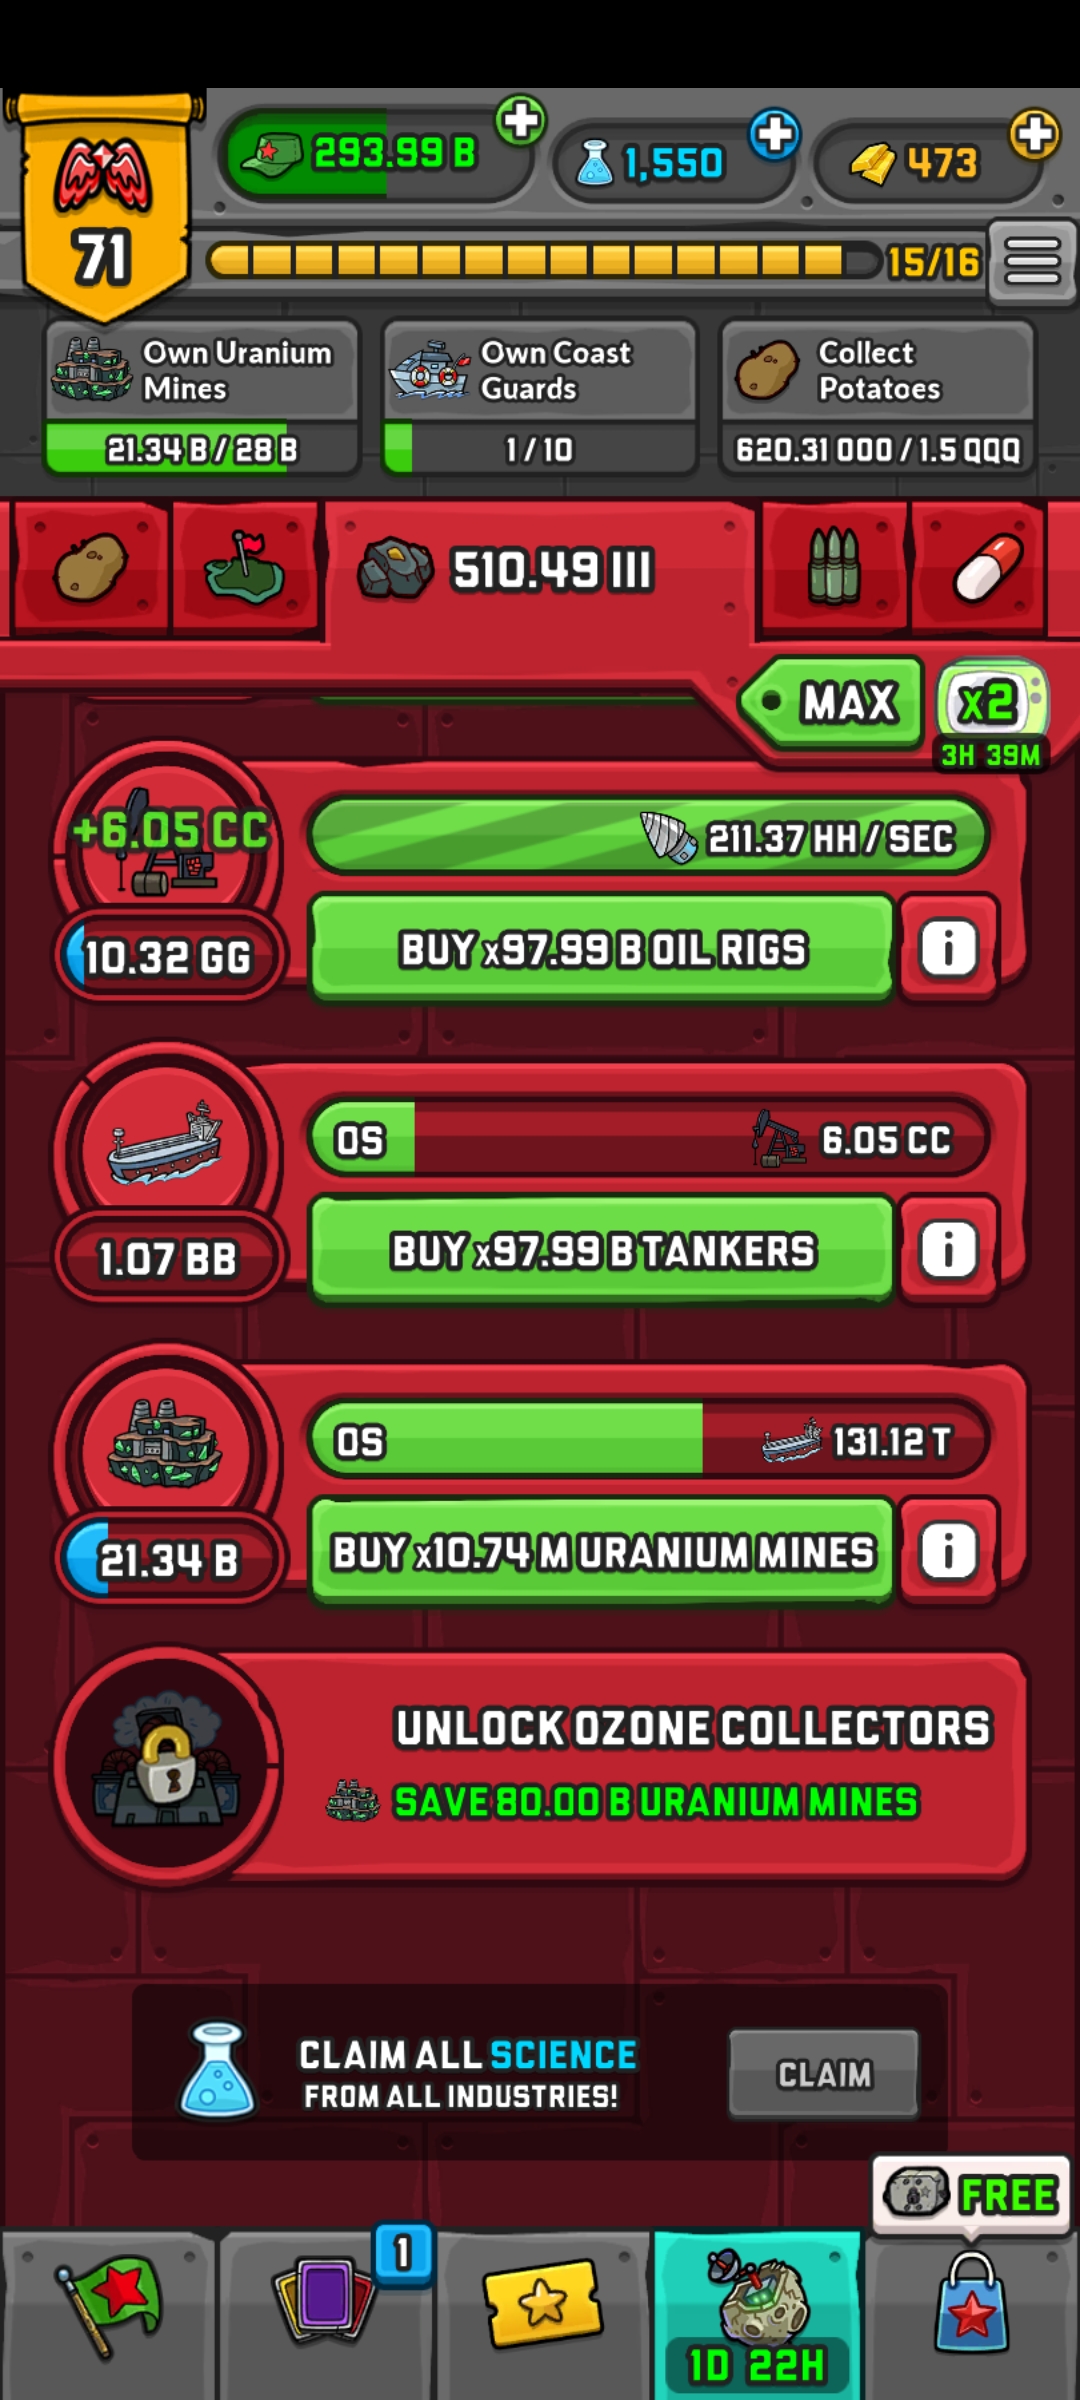 293.99 B
1,550
473
71
15/16
Own Uranium
Mines
21.34 B / 28 B
Own Coast
Guards
1 / 10
Collect
Potatoes
620.31 OOO / 1.5 QQQ
510.49 III
MAX
x2
3H 39M
+6.05 CC
211.37 HH / SEC
10.32 GG
BUY x97.99 B OIL RIGS
i
0S
6.05 CC
1.07 BB
BUY x97.99 B TANKERS
i
0S
131.12 T
21.34 B
BUY x10.74 M URANIUM MINES
i
UNLOCK OZONE COLLECTORS
SAVE 80.00 B URANIUM MINES
CLAIM ALL SCIENCE
FROM ALL INDUSTRIES!
CLAIM
FREE
1
1D 22H